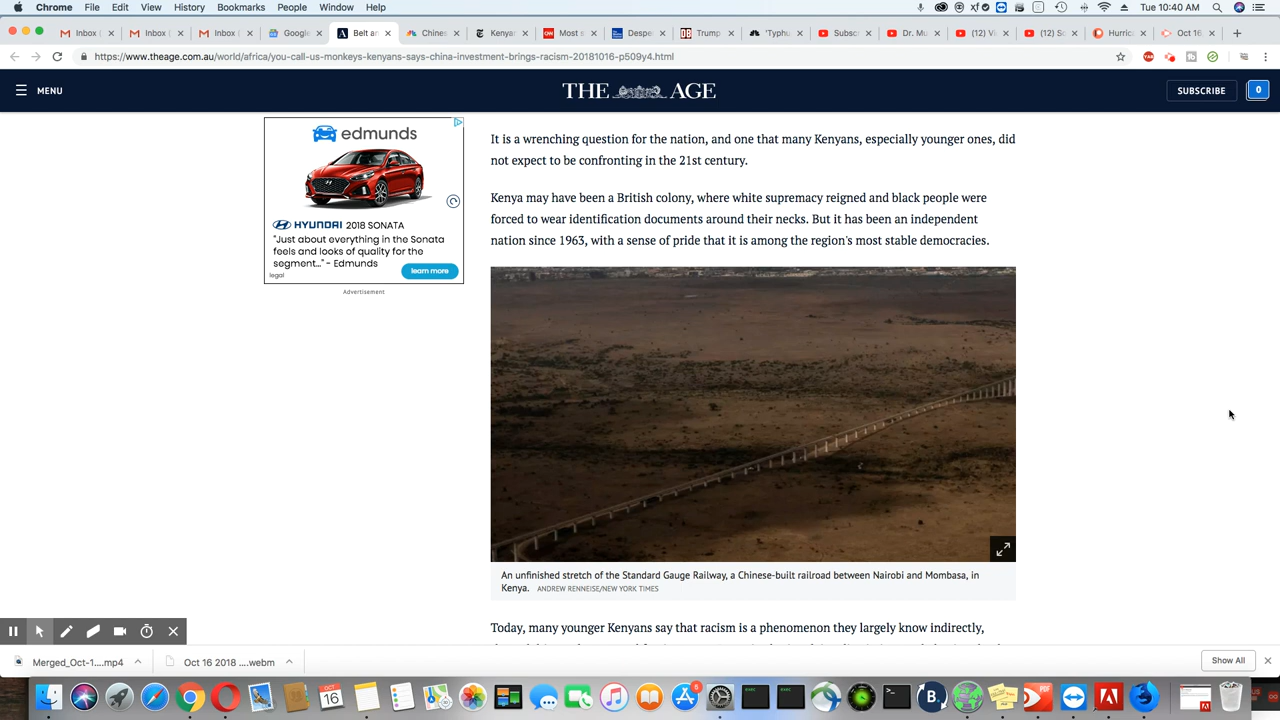 Chrome File Edit View History Bookmarks People Window Help Tue 10:40 AM
Inbox ( Inbox ( Inbox ( Google Belt an Chines Kenya Most s Despe Trump 'Typhu Subsc Dr. Mu (12) Vi (12) Sc Hurric Oct 16
https://www.theage.com.au/world/africa/you-call-us-monkeys-kenyans-says-china-investment-brings-racism-20181016-p509y4.html
MENU
THE AGE
SUBSCRIBE
0
edmunds
HYUNDAI 2018 SONATA
"Just about everything in the Sonata
feels and looks of quality for the
segment..." - Edmunds
legal
learn more
Advertisement
It is a wrenching question for the nation, and one that many Kenyans, especially younger ones, did
not expect to be confronting in the 21st century.
Kenya may have been a British colony, where white supremacy reigned and black people were
forced to wear identification documents around their necks. But it has been an independent
nation since 1963, with a sense of pride that it is among the region's most stable democracies.
An unfinished stretch of the Standard Gauge Railway, a Chinese-built railroad between Nairobi and Mombasa, in
Kenya. ANDREW RENNEISE/NEW YORK TIMES
Today, many younger Kenyans say that racism is a phenomenon they largely know indirectly,
Merged_Oct-1....mp4
Oct 16 2018 ....webm
Show All
OCT
16
6